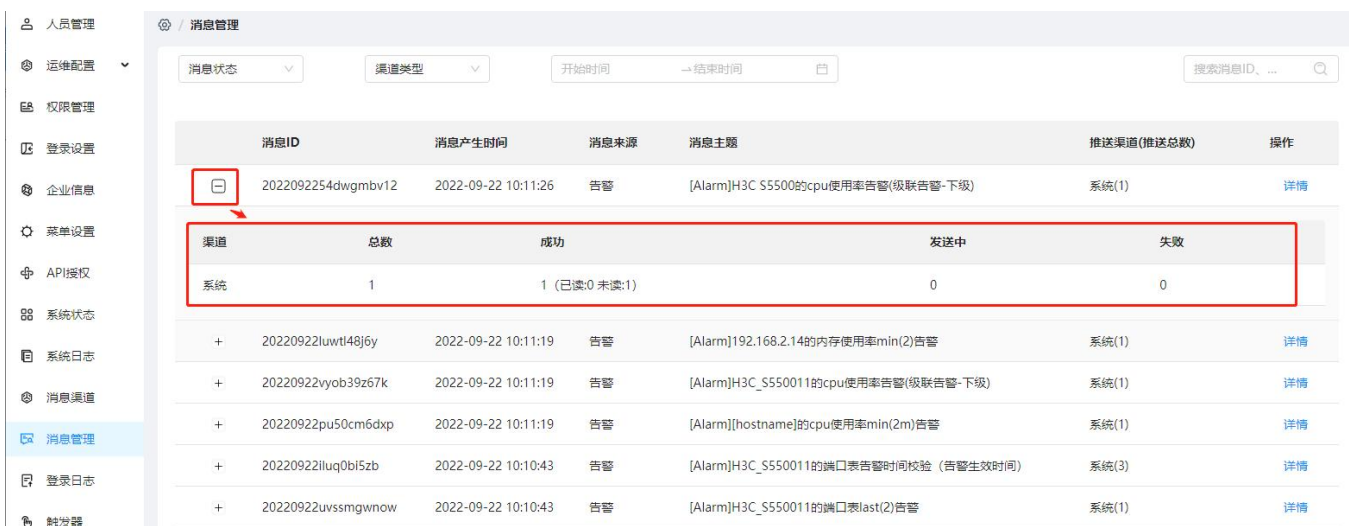 人员管理
消息管理
运维配置
消息状态 渠道类型 开始时间 →结束时间 搜索消息ID、...
权限管理
登录设置
消息ID 消息产生时间 消息来源 消息主题 推送渠道(推送总数) 操作
企业信息
2022092254dwgmbv12 2022-09-22 10:11:26 告警 [Alarm]H3C S5500的cpu使用率告警(级联告警-下级) 系统(1) 详情
菜单设置
渠道 总数 成功 发送中 失败
API授权
系统 1 1（已读:0 未读:1） 0 0
系统状态
20220922luwtl48j6y 2022-09-22 10:11:19 告警 [Alarm]192.168.2.14的内存使用率min(2)告警 系统(1) 详情
系统日志
20220922vyob39z67k 2022-09-22 10:11:19 告警 [Alarm]H3C_S550011的cpu使用率告警(级联告警-下级) 系统(1) 详情
消息渠道
20220922pu50cm6dxp 2022-09-22 10:11:19 告警 [Alarm][hostname]的cpu使用率min(2m)告警 系统(1) 详情
消息管理
20220922iluq0bi5zb 2022-09-22 10:10:43 告警 [Alarm]H3C_S550011的端口表告警时间校验（告警生效时间） 系统(3) 详情
登录日志
20220922uvssmgwnow 2022-09-22 10:10:43 告警 [Alarm]H3C_S550011的端口表last(2)告警 系统(1) 详情
触发器